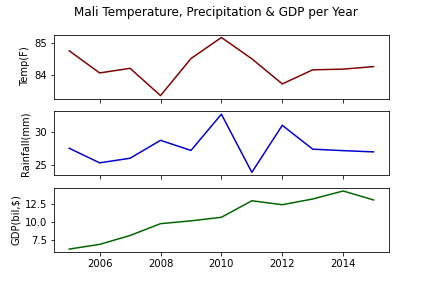 Mali Temperature, Precipitation & GDP per Year
Temp(F)
85
84
Rainfall(mm)
30
25
GDP(bil,$)
12.5
10.0
7.5
2006 2008 2010 2012 2014